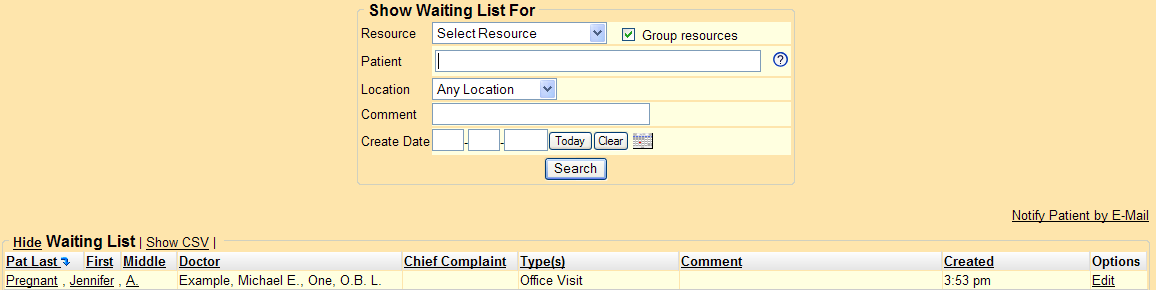 Show Waiting List For
Resource Select Resource Group resources
Patient
Location Any Location
Comment
Create Date - - Today Clear
Search
Notify Patient by E-Mail
Hide Waiting List | Show CSV |
Pat Last First Middle Doctor Chief Complaint Type(s) Comment Created Options
Pregnant , Jennifer , A. Example, Michael E., One, O.B. L. Office Visit 3:53 pm Edit